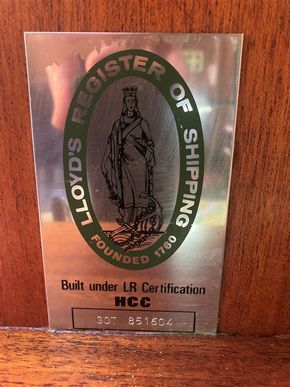 LLOYD'S REGISTER OF SHIPPING
FOUNDED 1760
Built under LR Certification
HCC
SOT 851604